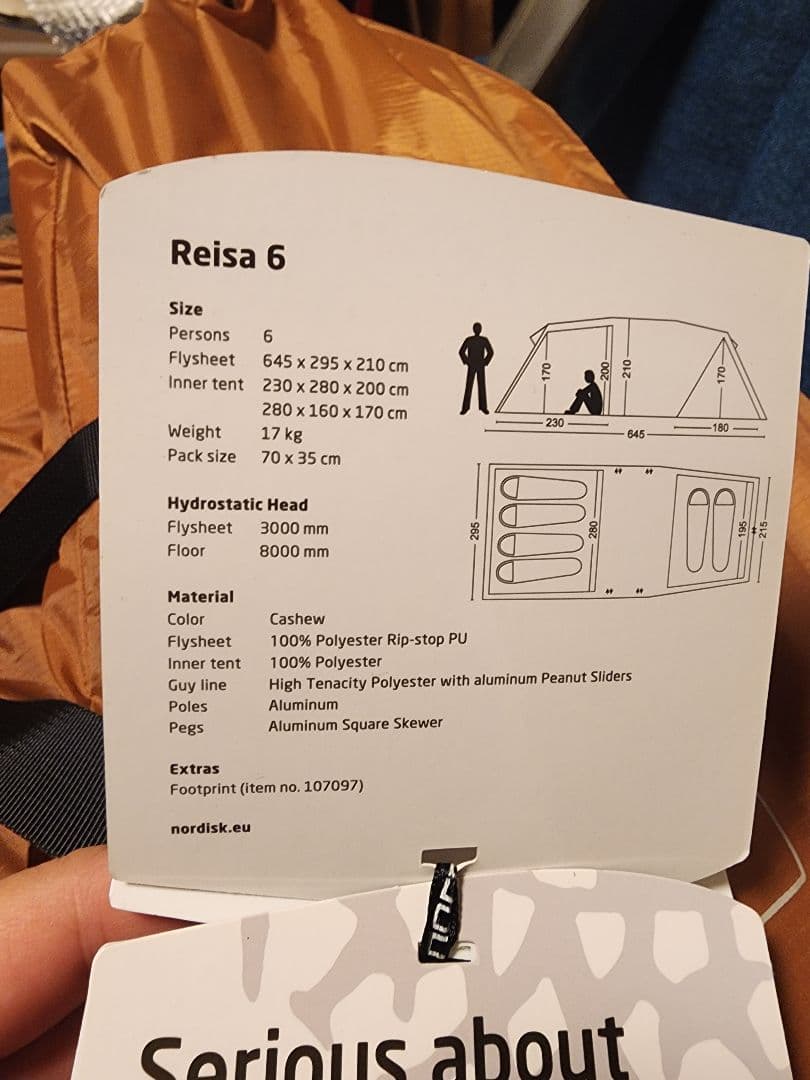 Reisa 6
Size
Persons 6
Flysheet 645 x 295 x 210 cm
Inner tent 230 x 280 x 200 cm
280 x 160 x 170 cm
Weight 17 kg
Pack size 70 x 35 cm
170
200
210
170
230
180
645
295
280
195
215
Hydrostatic Head
Flysheet 3000 mm
Floor 8000 mm
Material
Color Cashew
Flysheet 100% Polyester Rip-stop PU
Inner tent 100% Polyester
Guy line High Tenacity Polyester with aluminum Peanut Sliders
Poles Aluminum
Pegs Aluminum Square Skewer
Extras
Footprint (item no. 107097)
nordisk.eu
Serious about